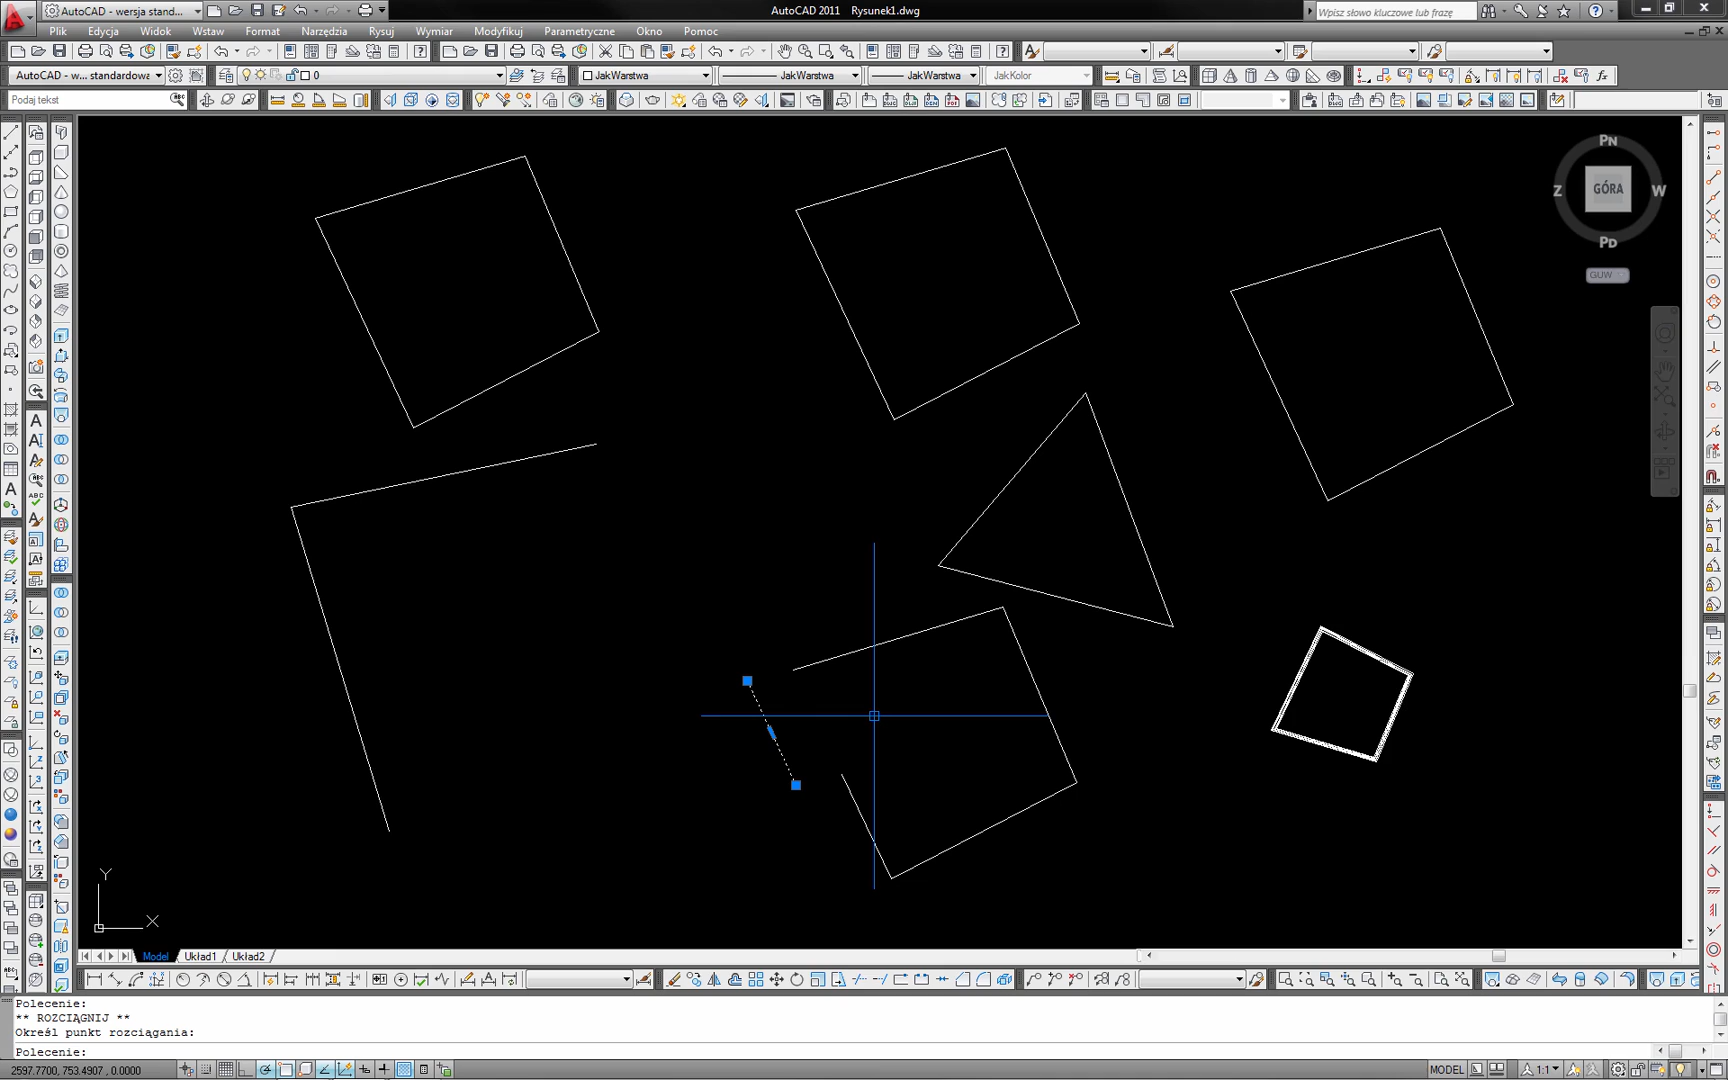 AutoCAD - wersja stand...
AutoCAD 2011 Rysunek1.dwg
Wpisz słowo kluczowe lub frazę
Plik Edycja Widok Wstaw Format Narzędzia Rysuj Wymiar Modyfikuj Parametryczne Okno Pomoc
AutoCAD - w... standardowa
0
JakWarstwa
JakWarstwa
JakWarstwa
JakKolor
Podaj tekst
PN
Z GÓRA W
PD
GUW
Y
X
Model Układ1 Układ2
Polecenie:
** ROZCIĄGNIJ **
Określ punkt rozciągania:
Polecenie:
2597.7700, 753.4907 , 0.0000
MODEL
1:1